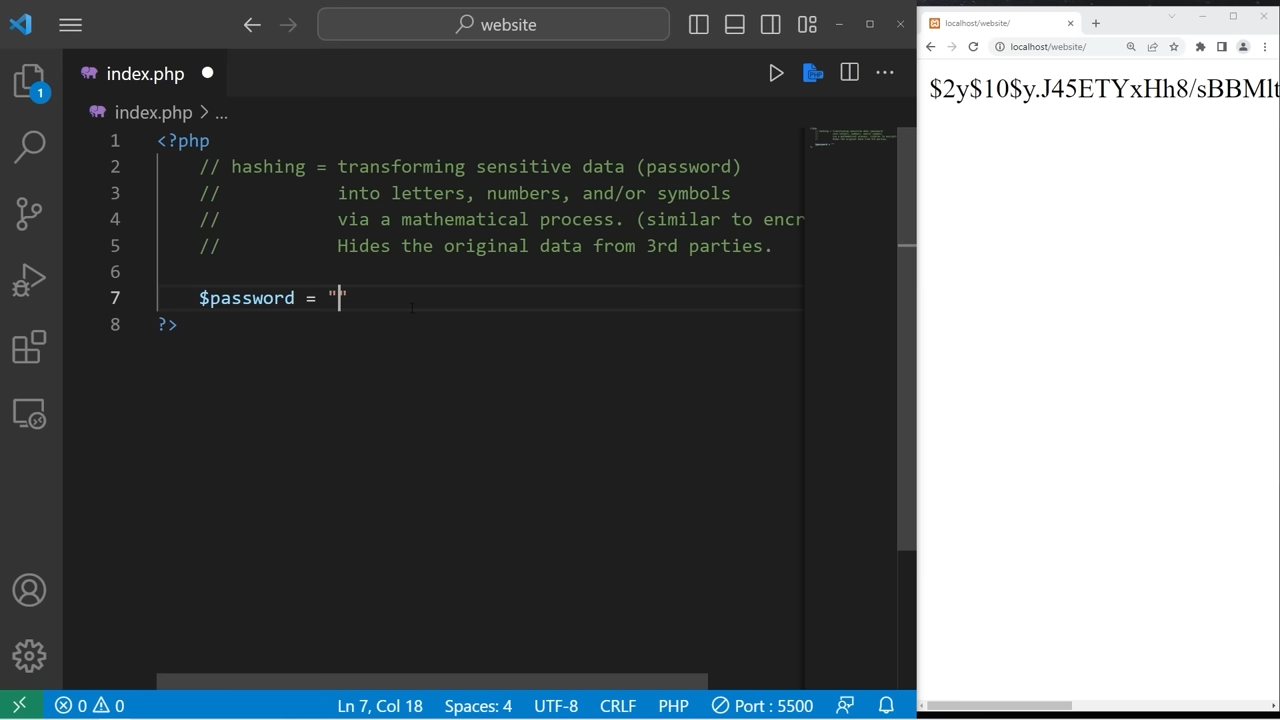 website
index.php
index.php > ...
1 <?php
2 // hashing = transforming sensitive data (password)
3 // into letters, numbers, and/or symbols
4 // via a mathematical process. (similar to encr
5 // Hides the original data from 3rd parties.
6
7 $password = ""
8 ?>
1
0 0
Ln 7, Col 18
Spaces: 4
UTF-8
CRLF
PHP
Port : 5500
localhost/website/
localhost/website/
$2y$10$y.J45ETYxHh8/sBBMlt